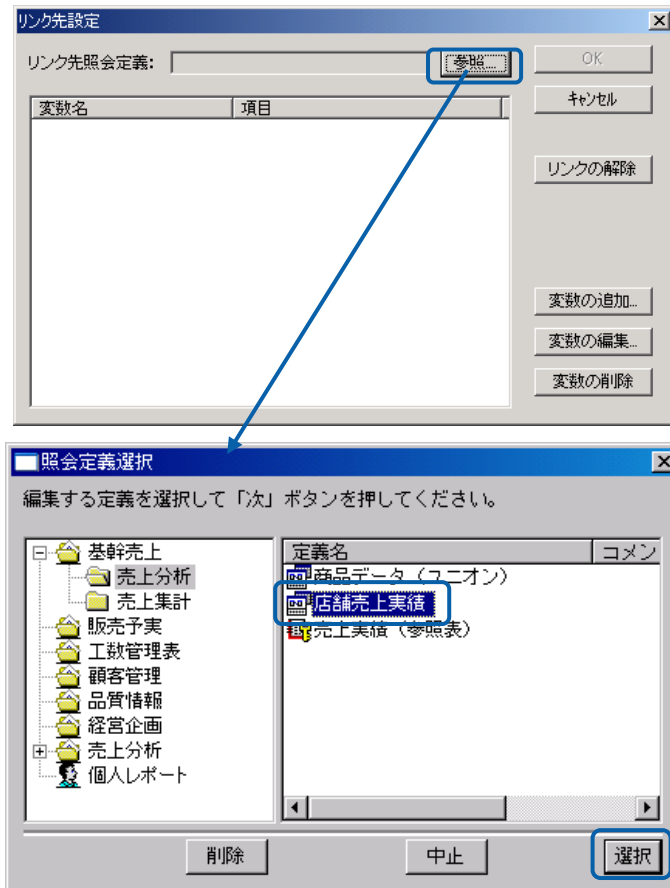 リンク先設定
リンク先照会定義:
参照...
OK
キャンセル
変数名
項目
リンクの解除
変数の追加...
変数の編集...
変数の削除
照会定義選択
編集する定義を選択して「次」ボタンを押してください。
基幹売上
売上分析
売上集計
販売予実
工数管理表
顧客管理
品質情報
経営企画
売上分析
個人レポート
定義名
コメン
商品データ（ユニオン）
店舗売上実績
売上実績（参照表）
削除
中止
選択